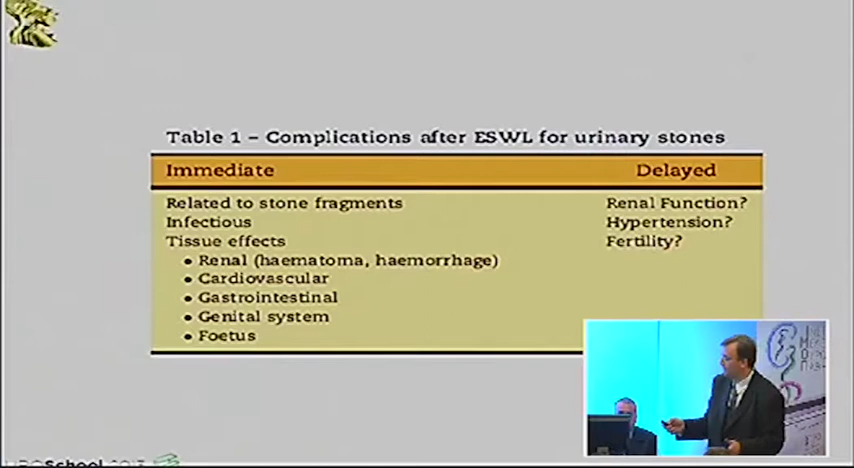 Table 1 – Complications after ESWL for urinary stones
Immediate Delayed
Related to stone fragments Renal Function?
Infectious Hypertension?
Tissue effects Fertility?
• Renal (haematoma, haemorrhage)
• Cardiovascular
• Gastrointestinal
• Genital system
• Foetus
School